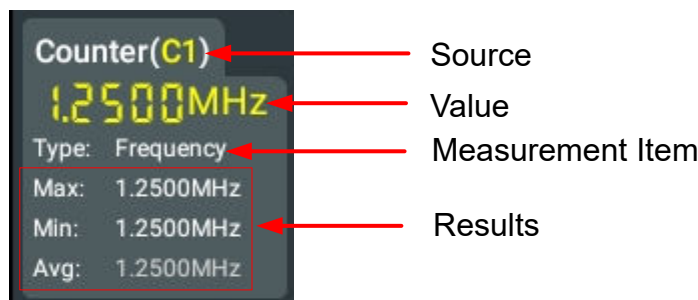 Counter(C1)
Source
1.2500MHz
Value
Type: Frequency
Measurement Item
Max: 1.2500MHz
Min: 1.2500MHz
Results
Avg: 1.2500MHz